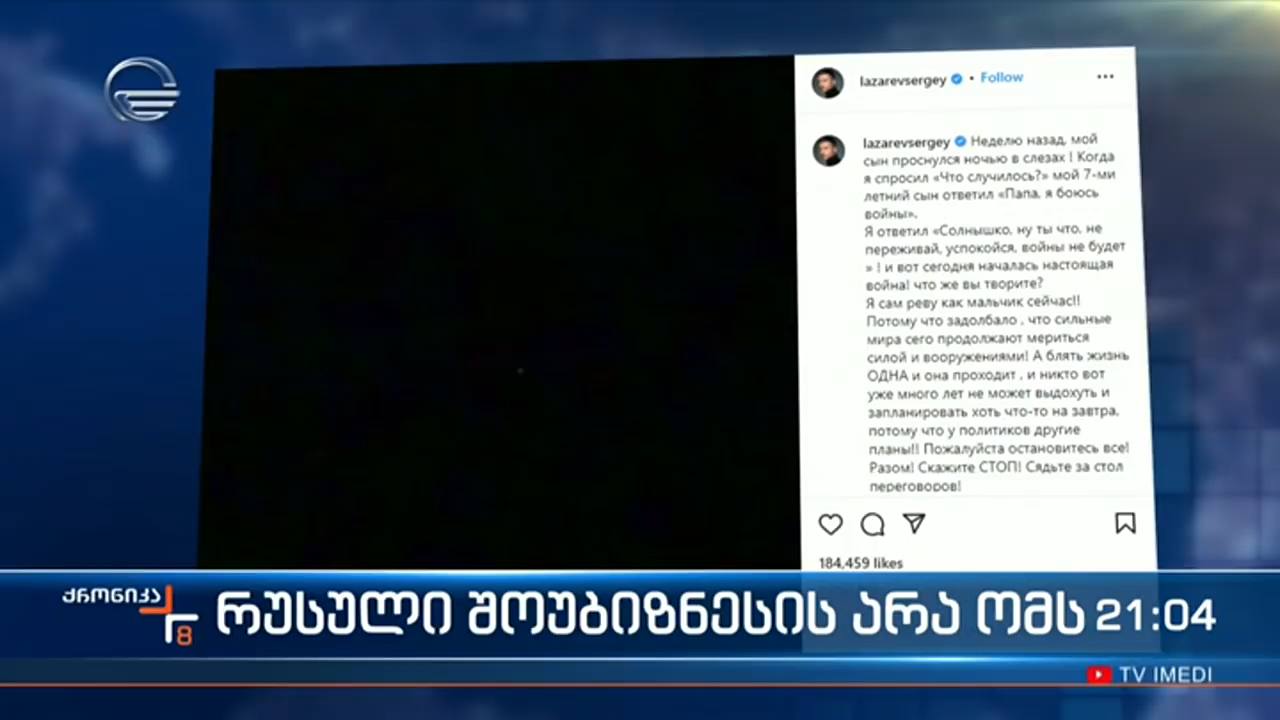 lazarevsergey • Follow
lazarevsergey Неделю назад, мой
сын проснулся ночью в слезах ! Когда
я спросил «Что случилось?» мой 7-ми
летний сын ответил «Папа, я боюсь
войны».
Я ответил «Солнышко, ну ты что, не
переживай, успокойся, войны не будет
» ! и вот сегодня началась настоящая
война! что же вы творите?
Я сам реву как мальчик сейчас!!
Потому что задолбало , что сильные
мира сего продолжают мериться
силой и вооружениями! А блять жизнь
ОДНА и она проходит , и никто вот
уже много лет не может выдохуть и
запланировать хоть что-то на завтра,
потому что у политиков другие
планы!! Пожалуйста остановитесь все!
Разом! Скажите СТОП! Сядьте за стол
переговоров!
184,459 likes
ქრონიკა
8
რუსული შოუბიზნესის არა ომს 21:04
TV IMEDI